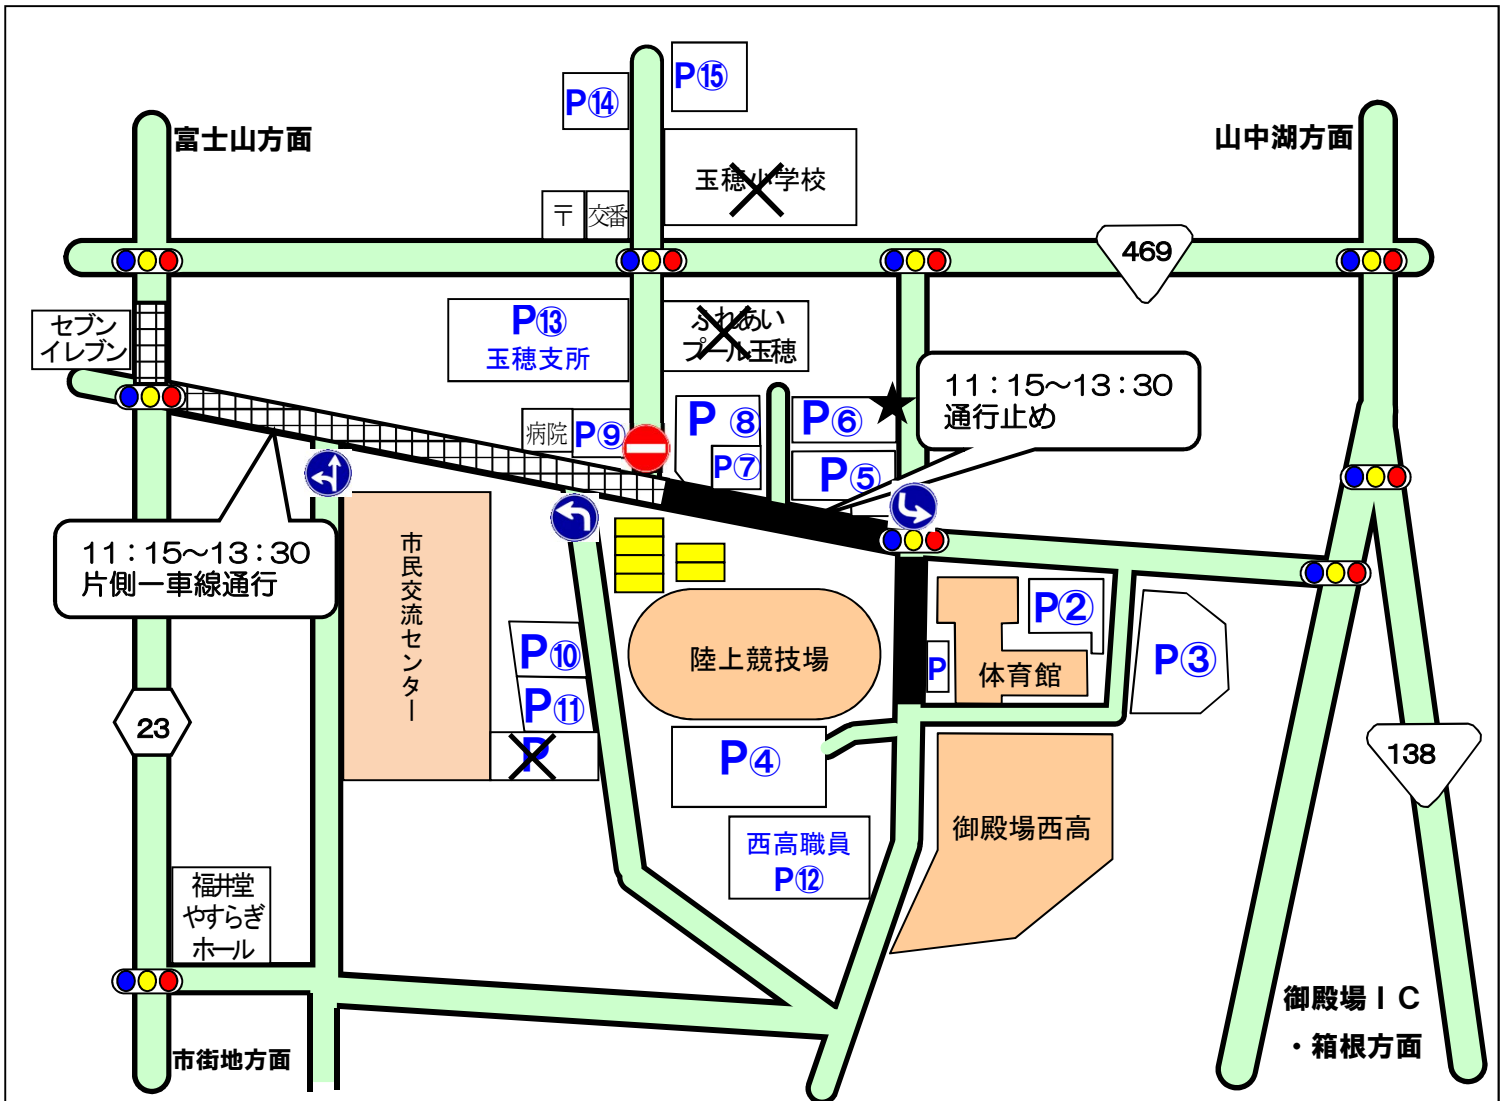 P⑮
P⑭
富士山方面
山中湖方面
玉穂小学校
〒
交番
469
セブン
イレブン
P⑬
玉穂支所
ふれあい
プール玉穂
11：15～13：30
通行止め
病院
P⑨
P⑧
P⑦
P⑥
P⑤
11：15～13：30
片側一車線通行
市民交流センター
P⑩
P⑪
P
陸上競技場
P
体育館
P②
P③
23
P④
138
西高職員
P⑫
御殿場西高
福井堂
やすらぎ
ホール
御殿場ＩＣ
・箱根方面
市街地方面